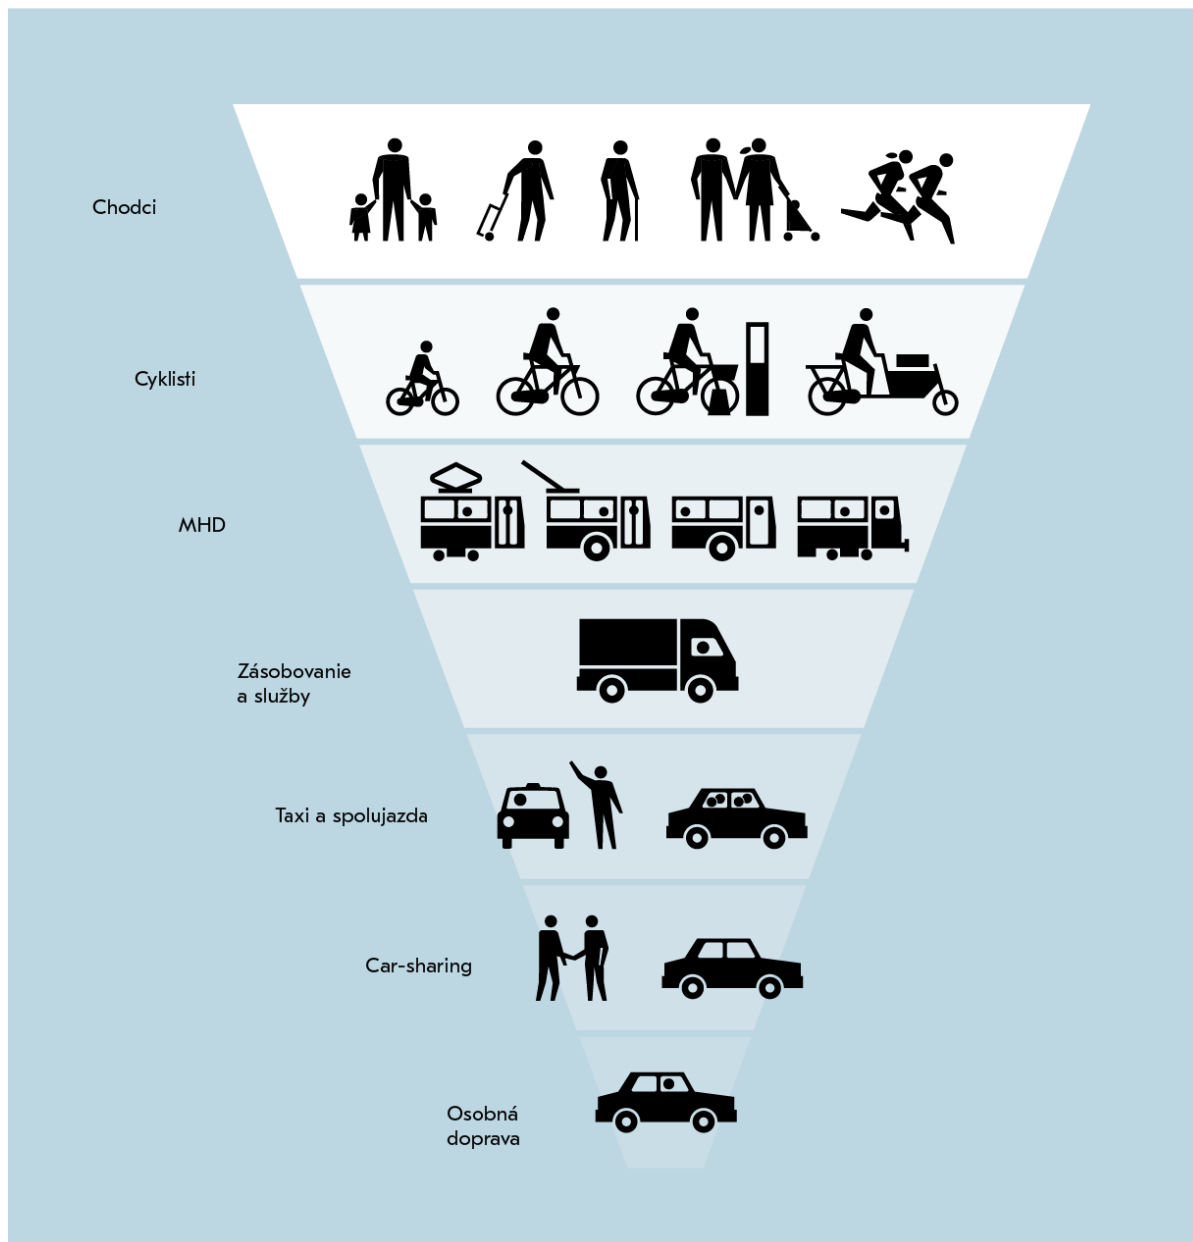 Chodci
Cyklisti
MHD
Zásobovanie
a služby
Taxi a spolujazda
Car-sharing
Osobná
doprava